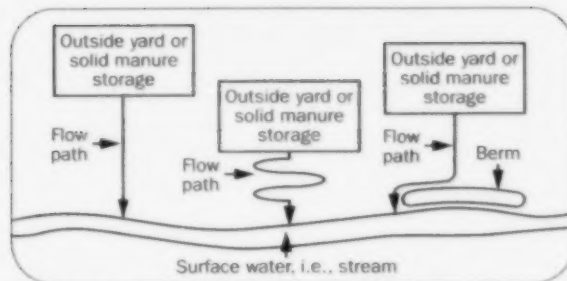 Outside yard or
solid manure
storage
Flow
path
Outside yard or
solid manure
storage
Flow
path
Outside yard or
solid manure
storage
Flow
path
Berm
Surface water, i.e., stream